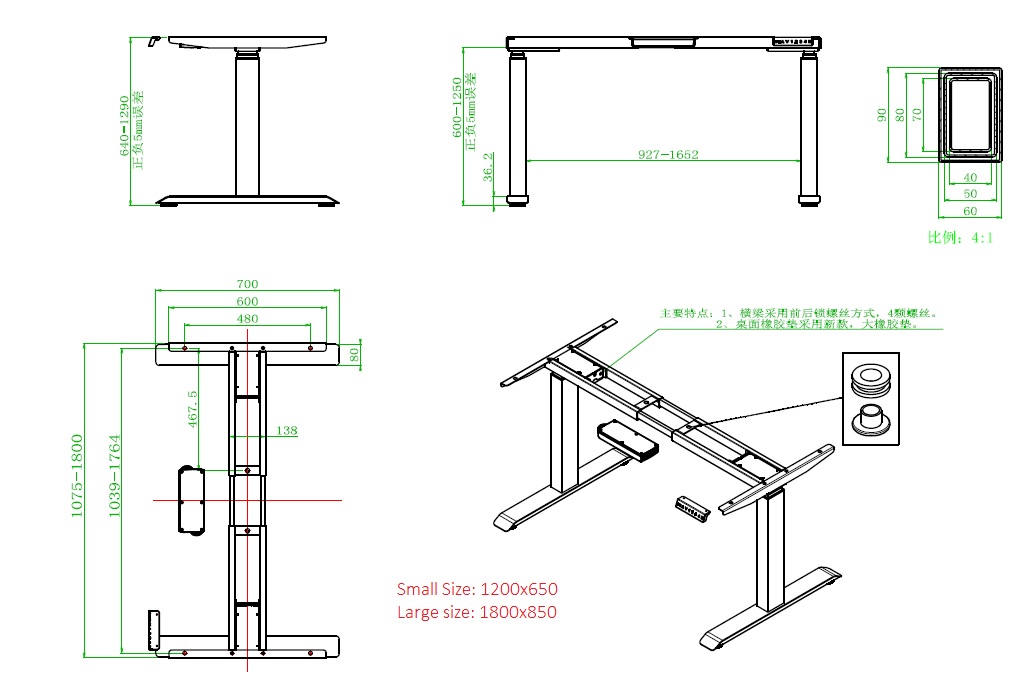 640-1290
正负5mm误差
600-1250
正负5mm误差
36.2
927-1652
90
80
70
40
50
60
比例：4:1
700
600
480
80
467.5
138
1075-1800
1039-1764
主要特点：1、横梁采用前后锁螺丝方式，4颗螺丝。
2、桌面橡胶垫采用新款，大橡胶垫。
Small Size: 1200x650
Large size: 1800x850